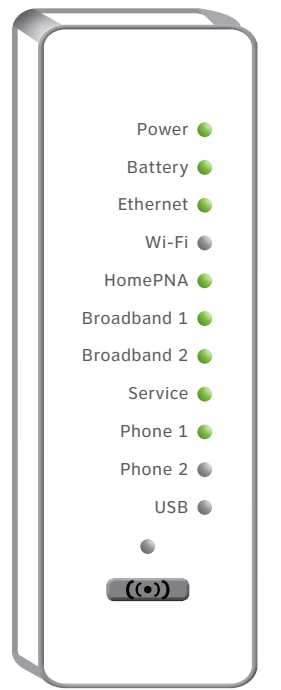 Power
Battery
Ethernet
Wi-Fi
HomePNA
Broadband 1
Broadband 2
Service
Phone 1
Phone 2
USB